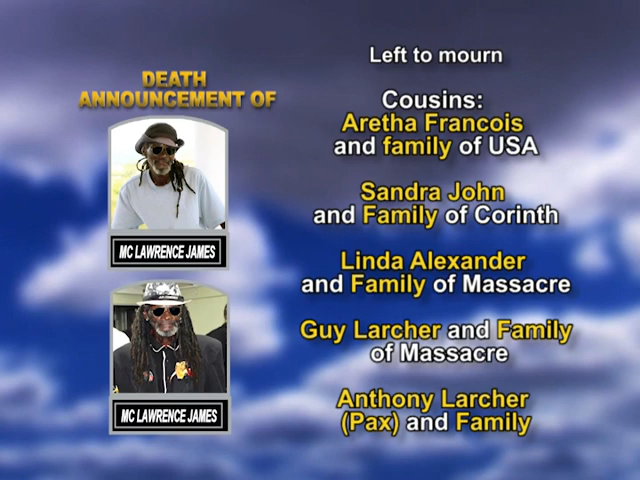 DEATH
ANNOUNCEMENT OF
MC LAWRENCE JAMES
MC LAWRENCE JAMES
Left to mourn
Cousins:
Aretha Francois
and family of USA
Sandra John
and Family of Corinth
Linda Alexander
and Family of Massacre
Guy Larcher and Family
of Massacre
Anthony Larcher
(Pax) and Family